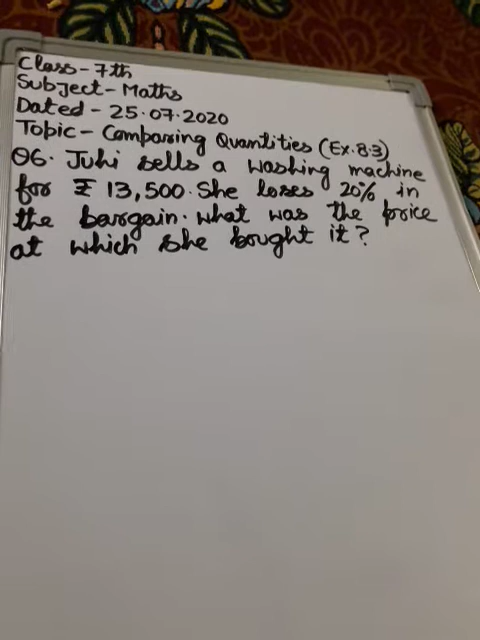 Class-7th
Subject-Maths
Dated-25.07.2020
Topic-Comparing Quantities (Ex.8.3)
Q6. Juhi sells a washing machine
for ₹ 13,500. She loses 20% in
the bargain. what was the price
at which she bought it?